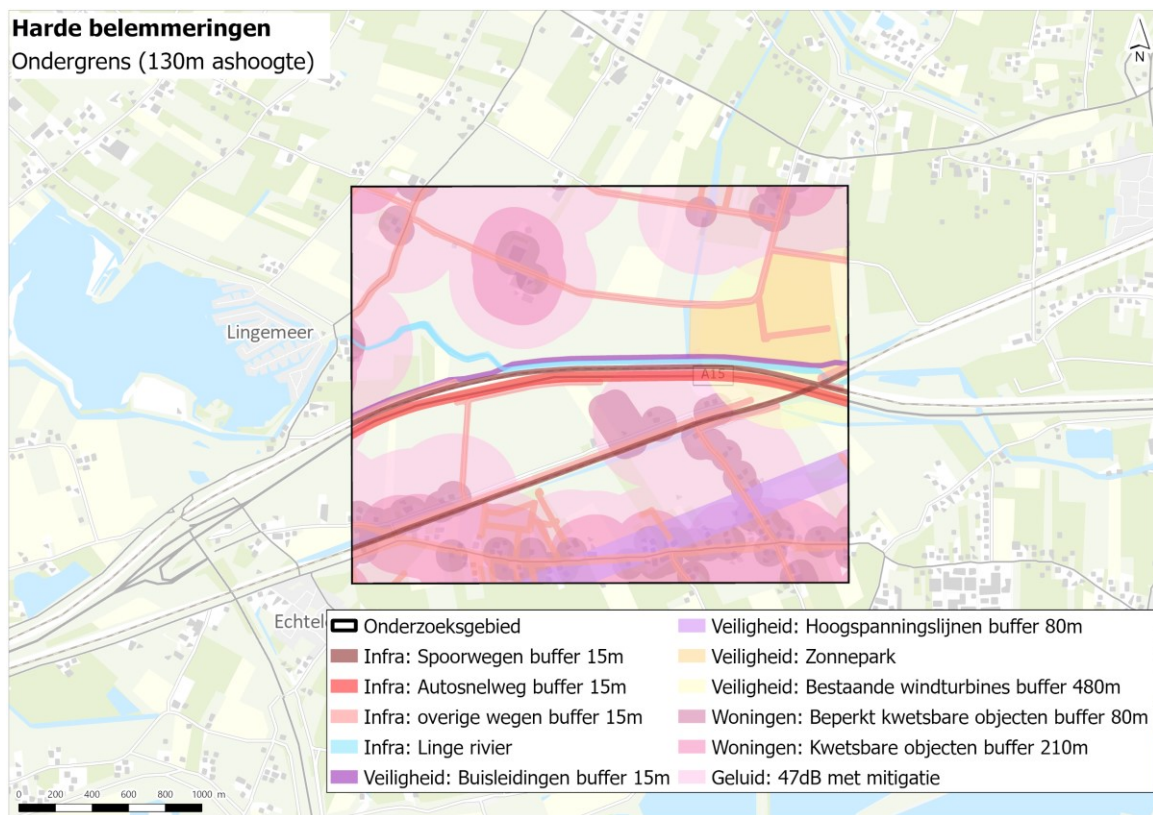 Harde belemmeringen
Ondergrens (130m ashoogte)
N
Lingemeer
A15
Echtel
Onderzoeksgebied
Infra: Spoorwegen buffer 15m
Infra: Autosnelweg buffer 15m
Infra: overige wegen buffer 15m
Infra: Linge rivier
Veiligheid: Buisleidingen buffer 15m
Veiligheid: Hoogspanningslijnen buffer 80m
Veiligheid: Zonnepark
Veiligheid: Bestaande windturbines buffer 480m
Woningen: Beperkt kwetsbare objecten buffer 80m
Woningen: Kwetsbare objecten buffer 210m
Geluid: 47dB met mitigatie
0 200 400 600 800 1000 m